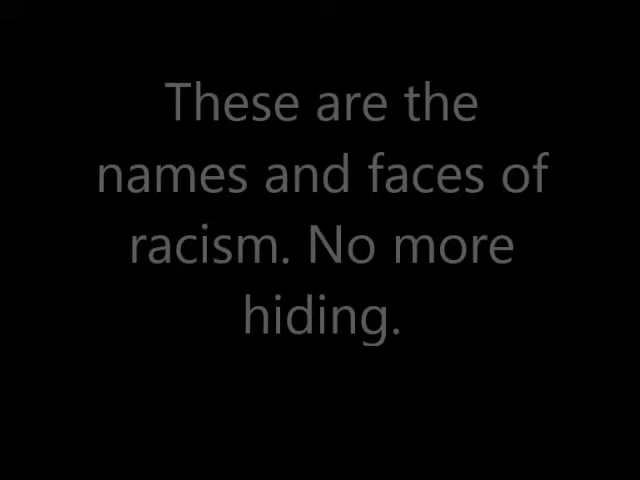 These are the
names and faces of
racism. No more
hiding.